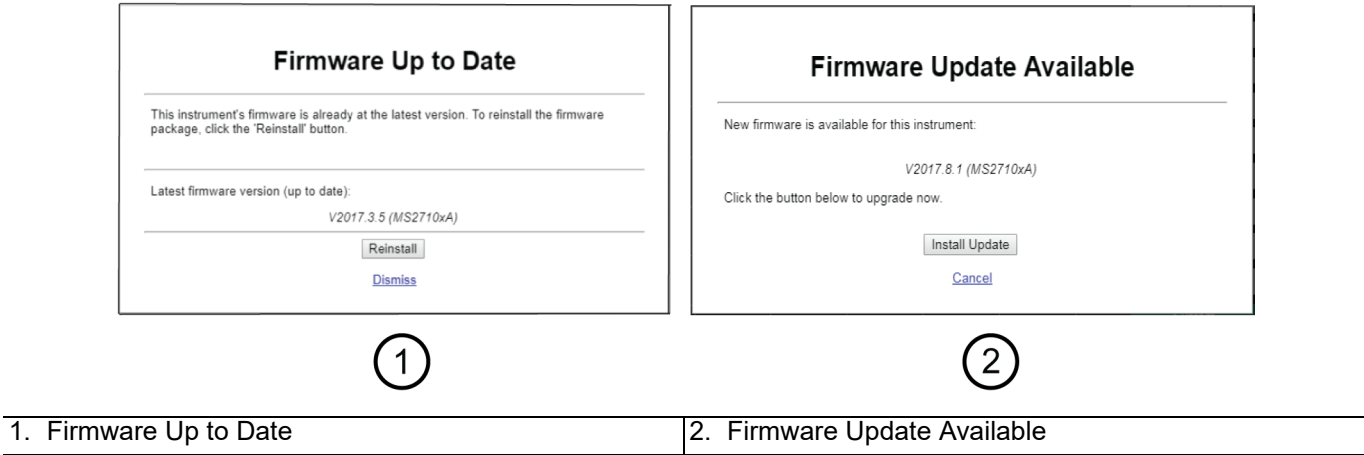 Firmware Up to Date
This instrument's firmware is already at the latest version. To reinstall the firmware
package, click the 'Reinstall' button.
Latest firmware version (up to date):
V2017.3.5 (MS2710xA)
Reinstall
Dismiss
1
Firmware Update Available
New firmware is available for this instrument:
V2017.8.1 (MS2710xA)
Click the button below to upgrade now.
Install Update
Cancel
2
1. Firmware Up to Date
2. Firmware Update Available